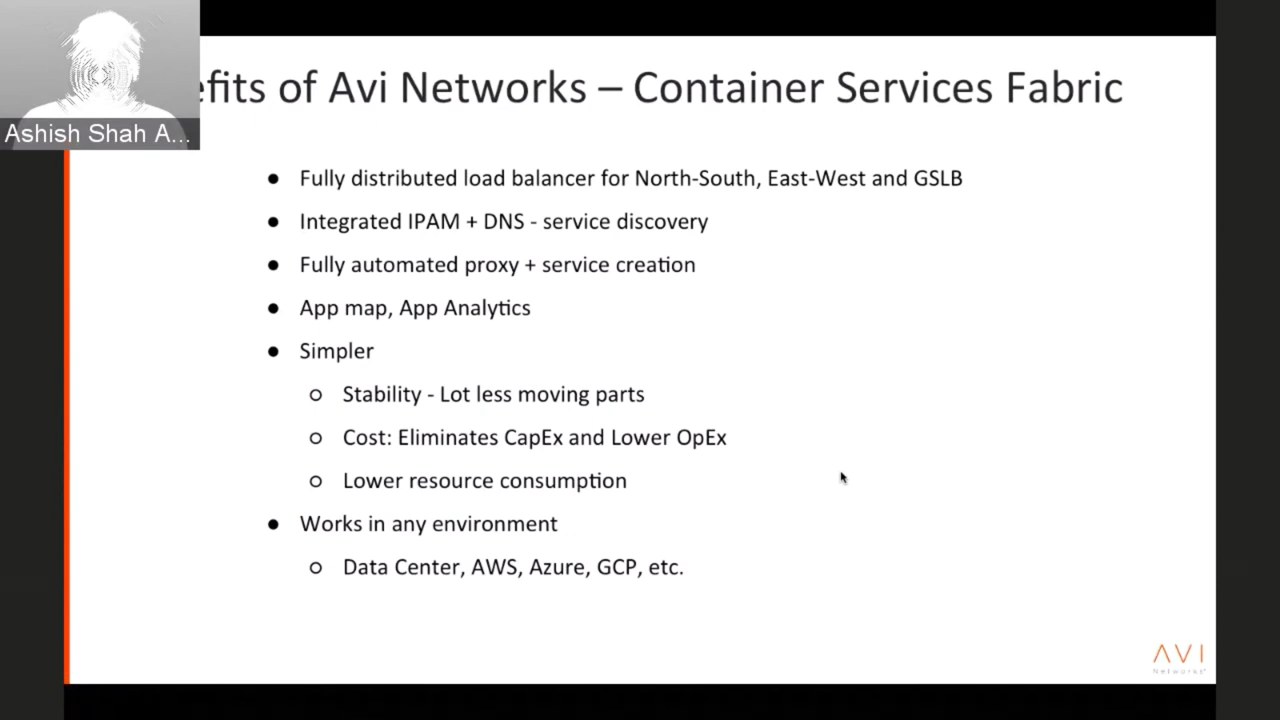 efits of Avi Networks – Container Services Fabric
Ashish Shah A...
● Fully distributed load balancer for North-South, East-West and GSLB
● Integrated IPAM + DNS - service discovery
● Fully automated proxy + service creation
● App map, App Analytics
● Simpler
○ Stability - Lot less moving parts
○ Cost: Eliminates CapEx and Lower OpEx
○ Lower resource consumption
● Works in any environment
○ Data Center, AWS, Azure, GCP, etc.
AVI
Networks